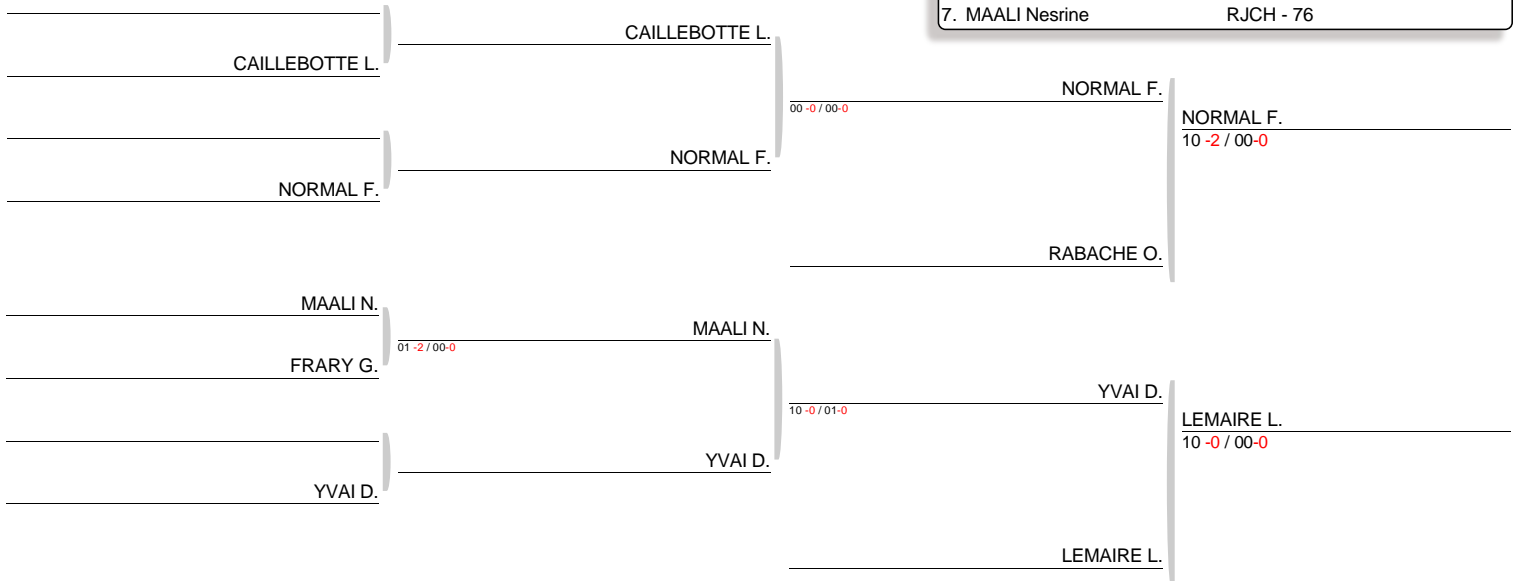 7. MAALI Nesrine RJCH - 76
CAILLEBOTTE L.
CAILLEBOTTE L.
NORMAL F.
00 -0 / 00-0
NORMAL F.
10 -2 / 00-0
NORMAL F.
NORMAL F.
RABACHE O.
MAALI N.
MAALI N.
01 -2 / 00-0
FRARY G.
YVAI D.
10 -0 / 01-0
LEMAIRE L.
10 -0 / 00-0
YVAI D.
YVAI D.
LEMAIRE L.